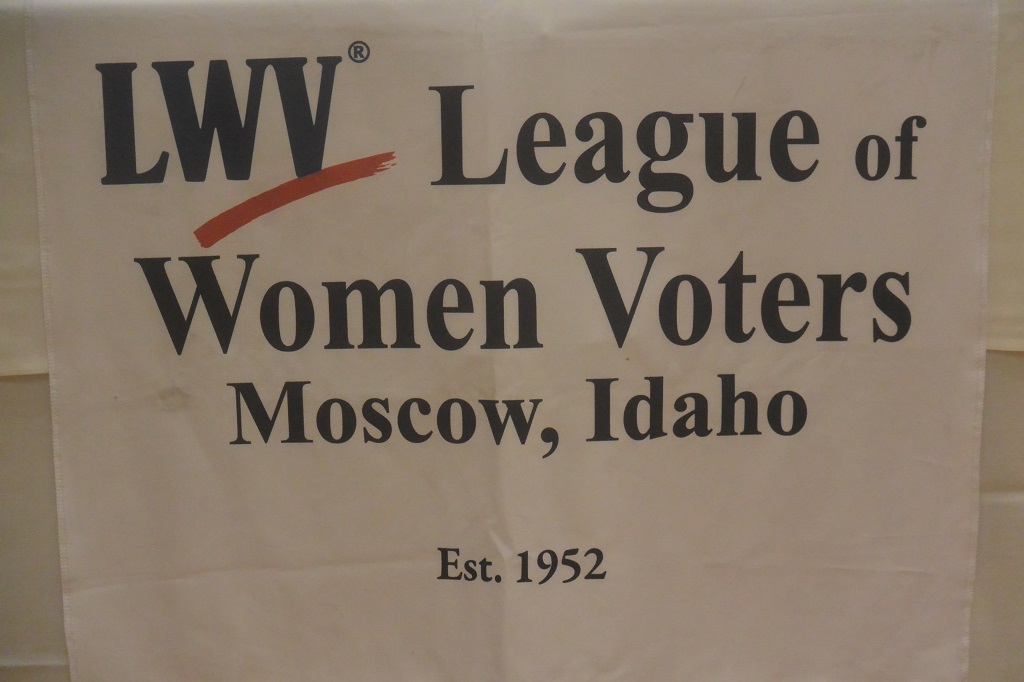 LWV® League of
Women Voters
Moscow, Idaho
Est. 1952